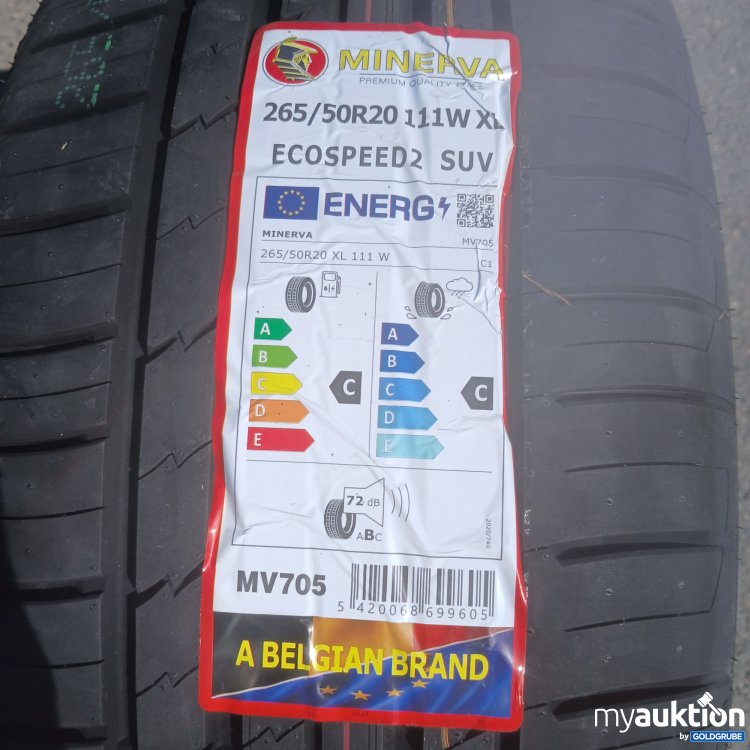 MINERVA
PREMIUM QUALITY TYRES
265/50R20 111W XL
ECOSPEED2 SUV
ENERG
MINERVA
MV705
265/50R20 XL 111 W
C1
A
B
C
D
E
C
A
B
C
D
E
C
72 dB
ABC
2020/740
MV705
5 420068 699605
A BELGIAN BRAND
myauktion
by GOLDGRUBE